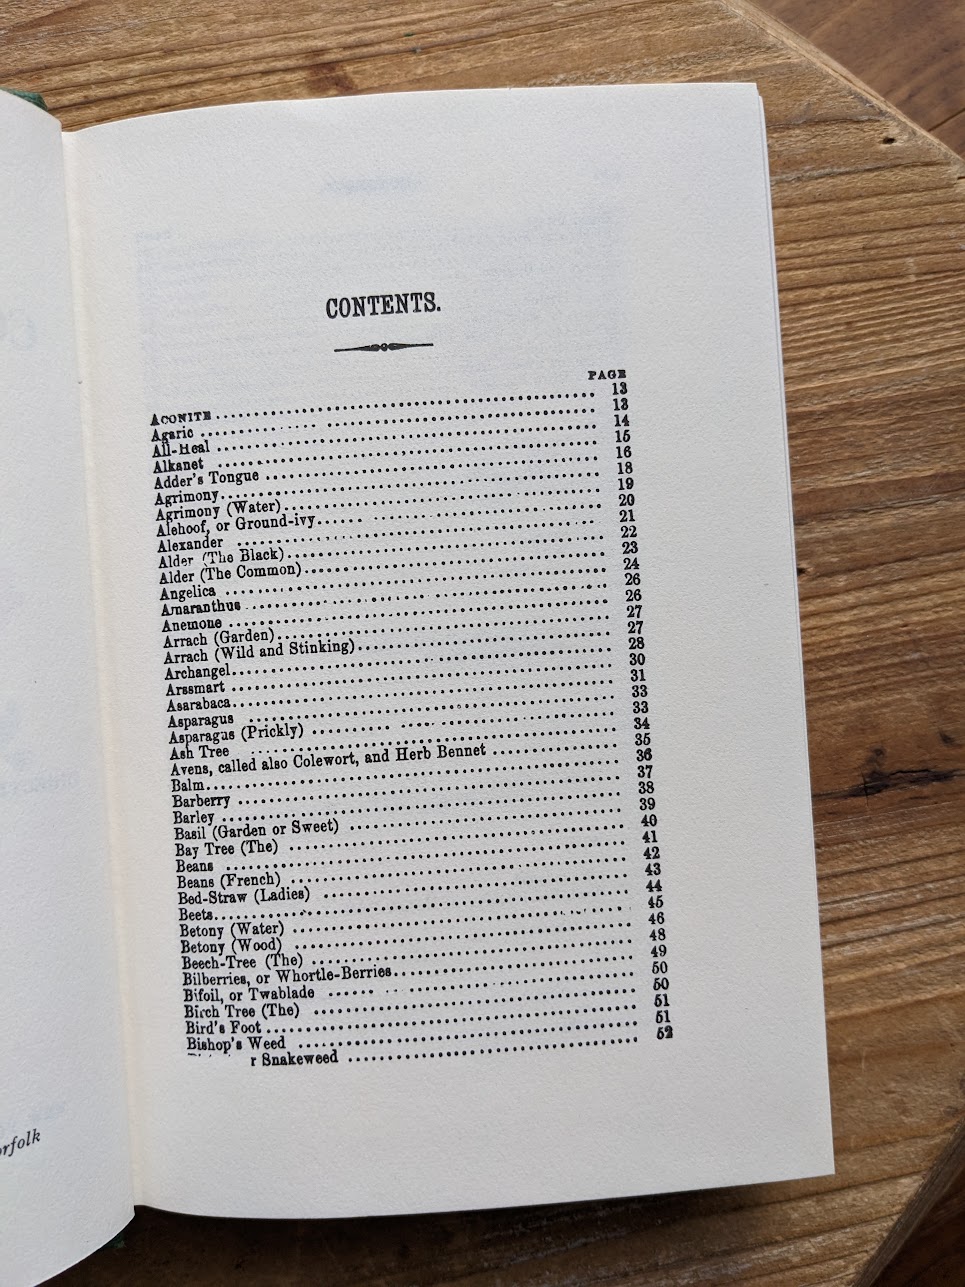 CONTENTS.
PAGE
ACONITE 13
Agaric 13
All-Heal 14
Alkanet 15
Adder's Tongue 16
Agrimony 18
Agrimony (Water) 19
Alehoof, or Ground-ivy 20
Alexander 21
Alder (The Black) 22
Alder (The Common) 23
Angelica 24
Amaranthus 26
Anemone 26
Arrach (Garden) 27
Arrach (Wild and Stinking) 27
Archangel 28
Arssmart 30
Asarabaca 31
Asparagus 33
Asparagus (Prickly) 33
Ash Tree 34
Avens, called also Colewort, and Herb Bennet 35
Balm 36
Barberry 37
Barley 38
Basil (Garden or Sweet) 39
Bay Tree (The) 40
Beans 41
Beans (French) 42
Bed-Straw (Ladies) 43
Beets 44
Betony (Water) 45
Betony (Wood) 46
Beech-Tree (The) 48
Bilberries, or Whortle-Berries 49
Bifoil, or Twablade 50
Birch Tree (The) 50
Bird's Foot 51
Bishop's Weed 51
r Snakeweed 52
orfolk